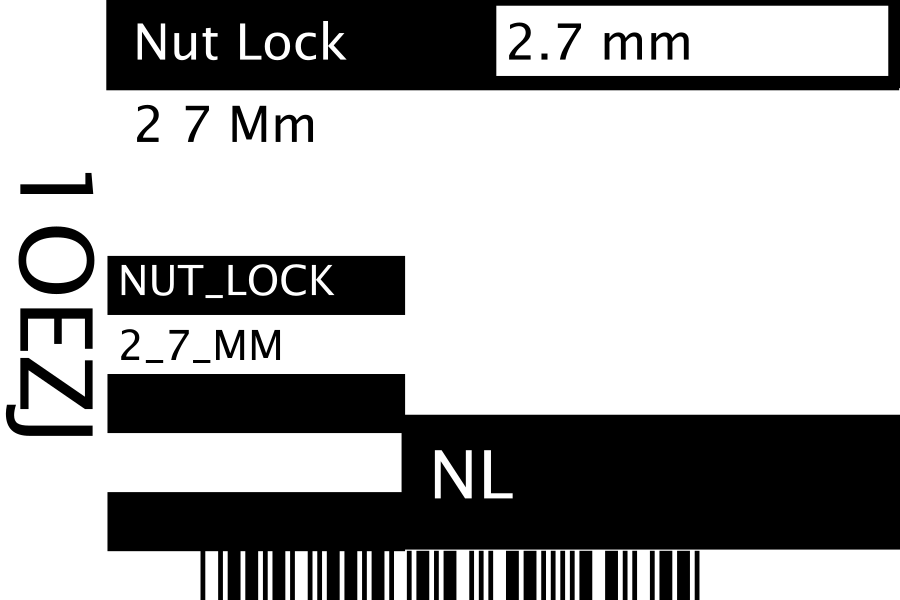 Nut Lock
2.7 mm
2 7 Mm
1OEZJ
NUT_LOCK
2_7_MM
NL